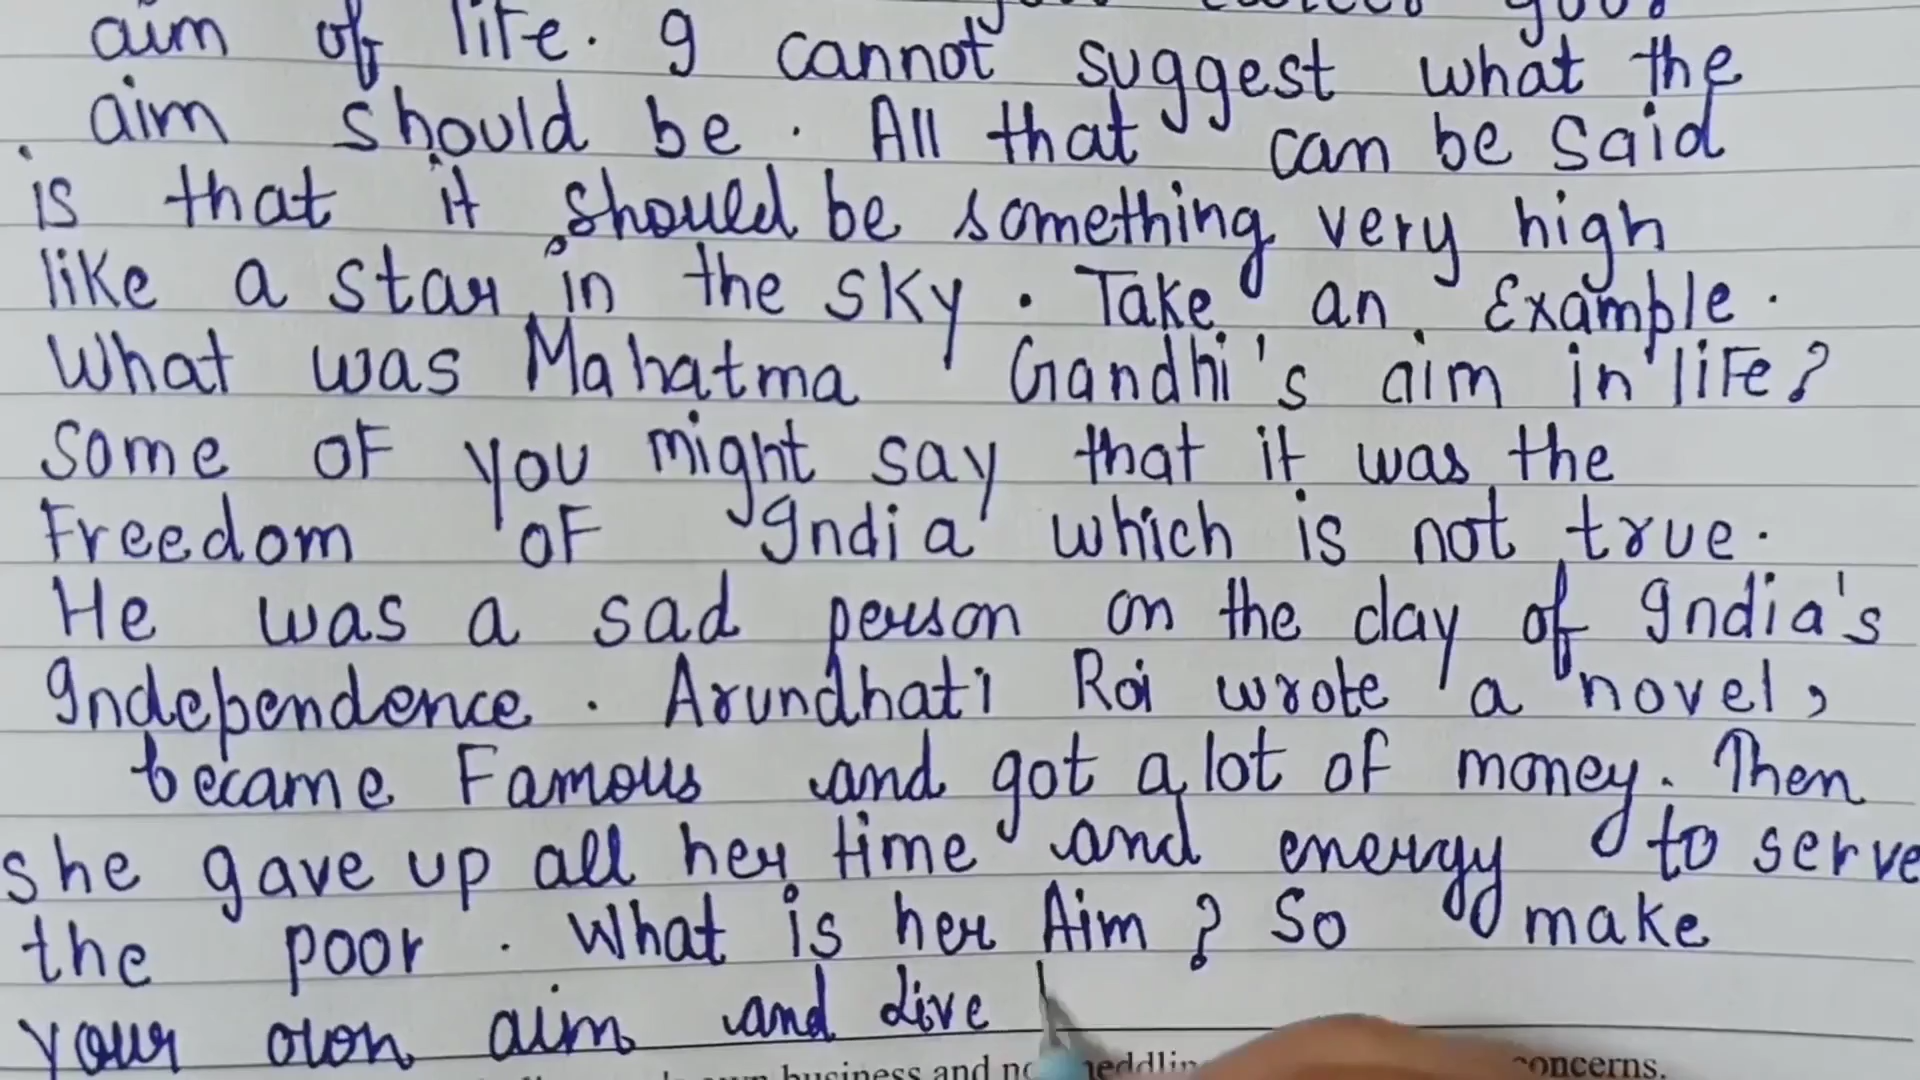 aim of life. I cannot suggest what the
aim should be. All that can be said
is that it should be something very high
like a star in the sky. Take an Example.
What was Mahatma Gandhi's aim in life?
Some of you might say that it was the
Freedom of India which is not true.
He was a sad person on the day of India's
Independence. Arundhati Roi wrote a novel,
became Famous and got a lot of money. Then
she gave up all her time and energy to serve
the poor. What is her Aim? So make
your own aim and live
business and
concerns.